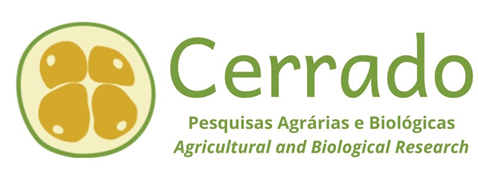 Cerrado
Pesquisas Agrárias e Biológicas
Agricultural and Biological Research